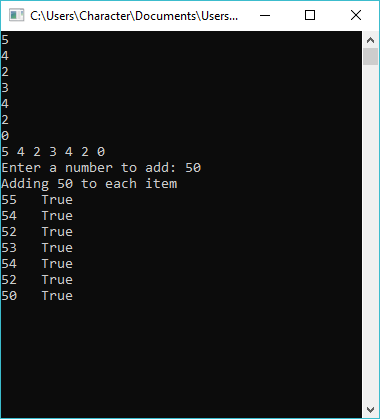 C:\Users\Character\Documents\Users...
5
4
2
3
4
2
0
5 4 2 3 4 2 0
Enter a number to add: 50
Adding 50 to each item
55   True
54   True
52   True
53   True
54   True
52   True
50   True